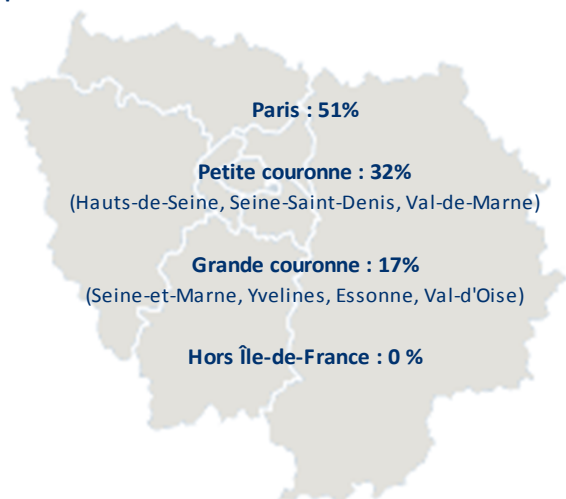 Paris : 51%
Petite couronne : 32%
(Hauts-de-Seine, Seine-Saint-Denis, Val-de-Marne)
Grande couronne : 17%
(Seine-et-Marne, Yvelines, Essonne, Val-d'Oise)
Hors Île-de-France : 0 %